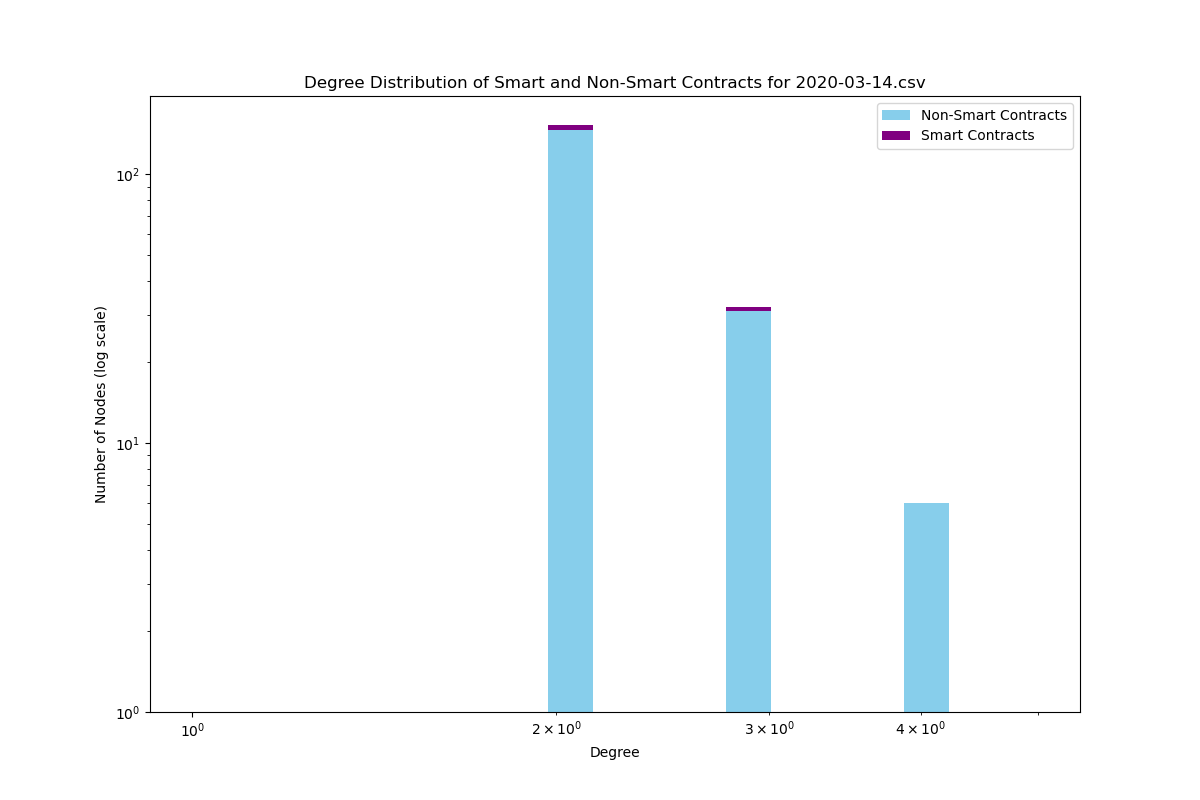 Degree Distribution of Smart and Non-Smart Contracts for 2020-03-14.csv
Non-Smart Contracts
Smart Contracts
Number of Nodes (log scale)
10²
10¹
10⁰
10⁰
2 × 10⁰
3 × 10⁰
4 × 10⁰
Degree